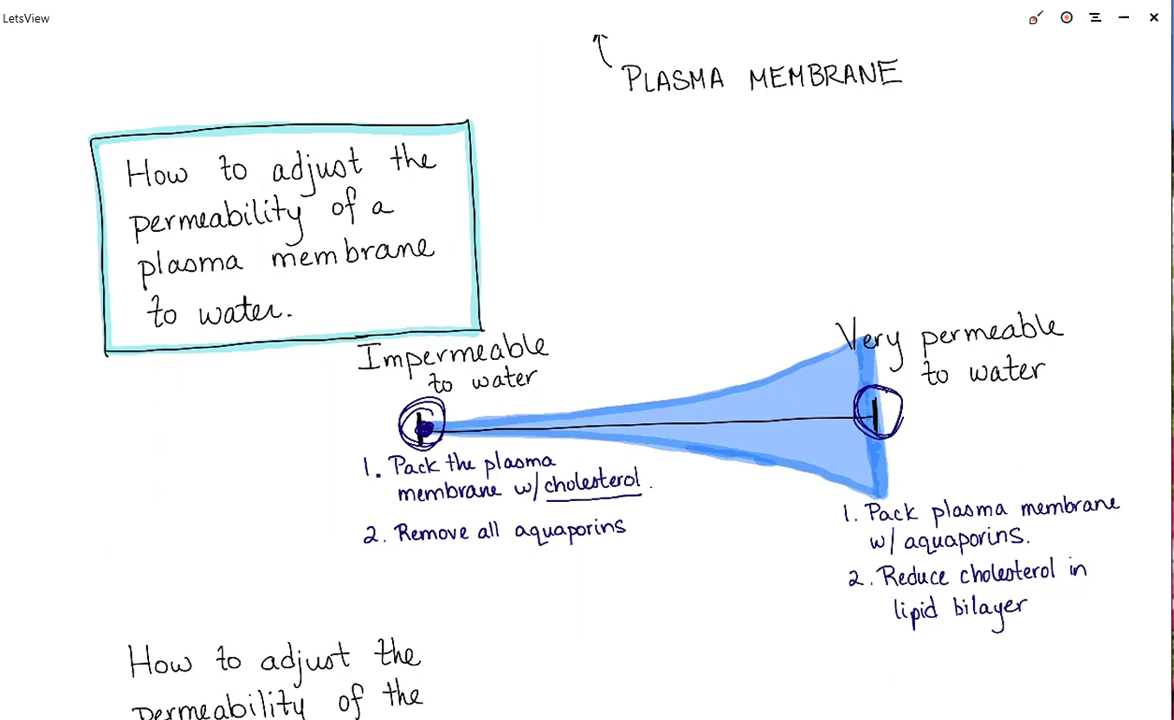 LetsView
PLASMA MEMBRANE
How to adjust the
permeability of a
plasma membrane
to water.
Impermeable
to water
Very permeable
to water
1. Pack the plasma
membrane w/ cholesterol.
2. Remove all aquaporins
1. Pack plasma membrane
w/ aquaporins.
2. Reduce cholesterol in
lipid bilayer
How to adjust the
permeability of the